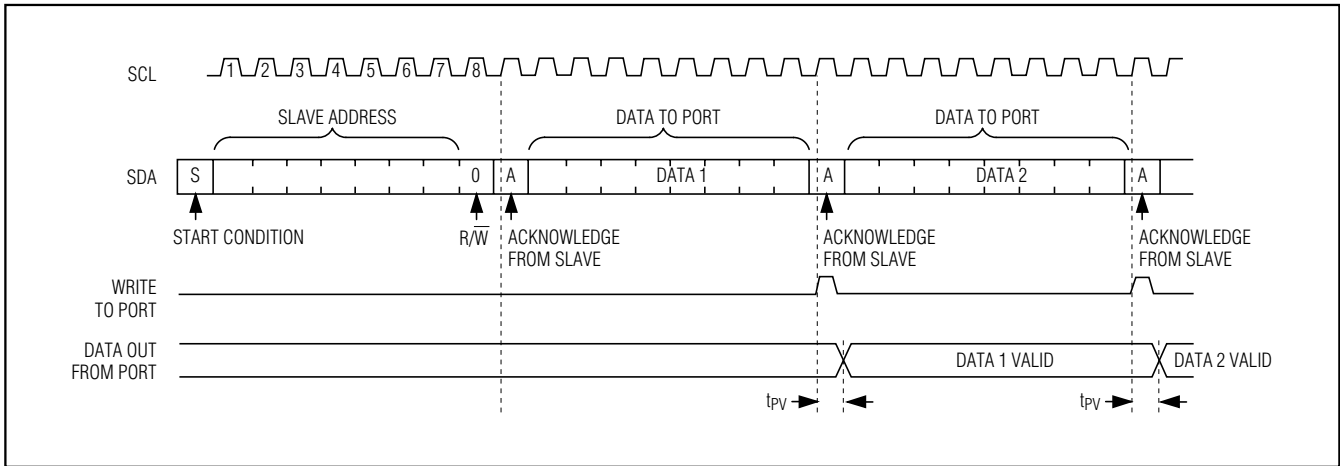 SCL 1 2 3 4 5 6 7 8
SLAVE ADDRESS DATA TO PORT DATA TO PORT
SDA S 0 A DATA 1 A DATA 2 A
START CONDITION R/W̅ ACKNOWLEDGE FROM SLAVE ACKNOWLEDGE FROM SLAVE ACKNOWLEDGE FROM SLAVE
WRITE
TO PORT
DATA OUT
FROM PORT
DATA 1 VALID DATA 2 VALID
tPV tPV